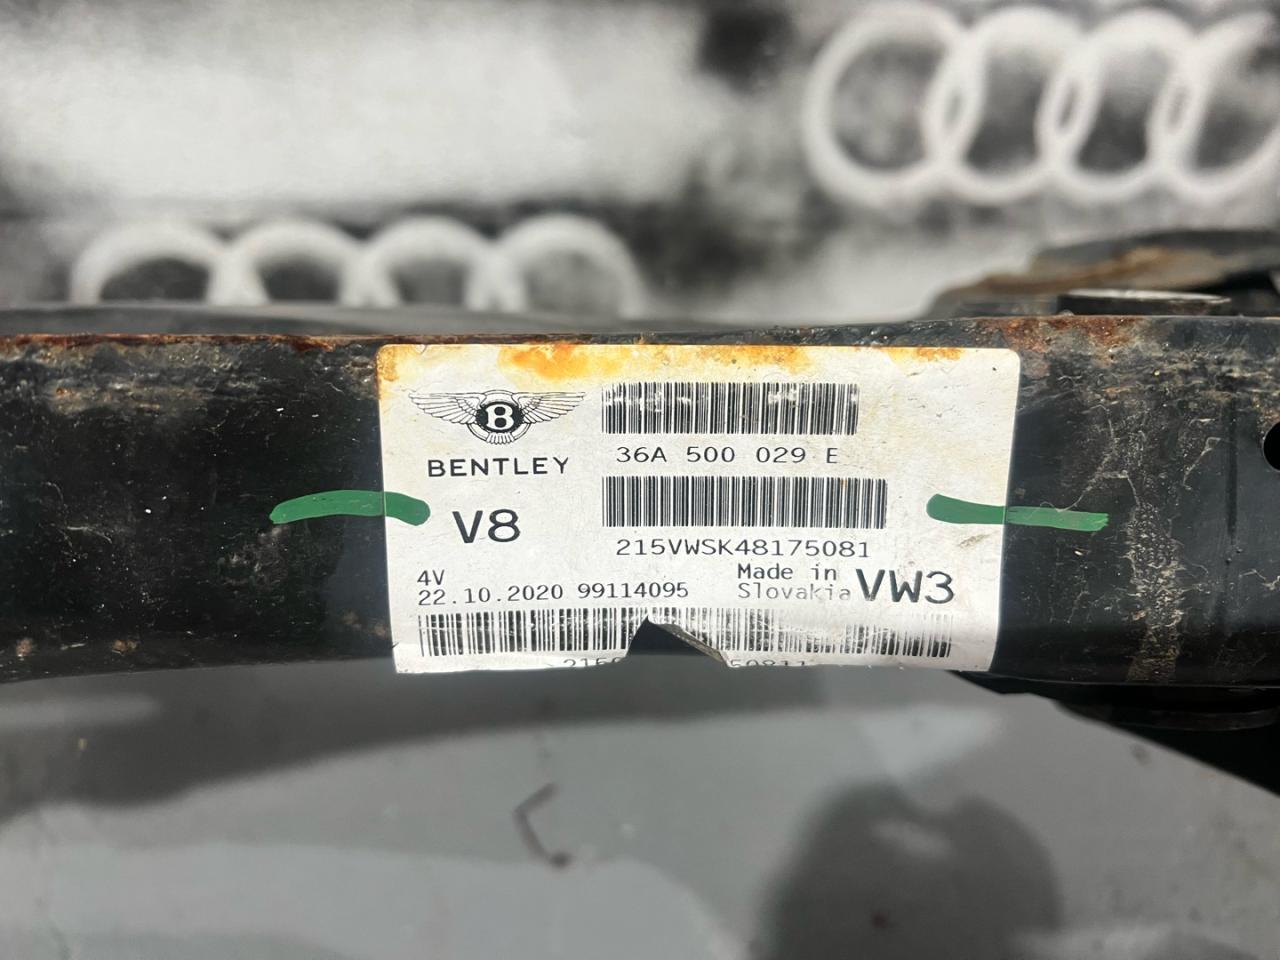 36A 500 029 E
BENTLEY
V8
215VWSK48175081
4V
22.10.2020 99114095
Made in
Slovakia
VW3